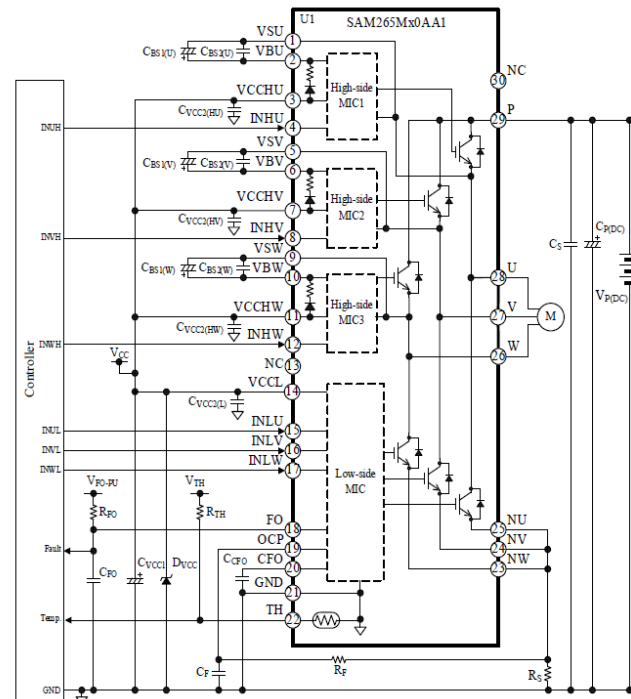 U1 SAM265Mx0AA1
VSU 1
CBS1(U) CBS2(U) VBU 2
High-side MIC1
VCCHU 3
CVCC2(HU)
INUH INHU 4
NC 30
P 29
VSV 5
CBS1(V) CBS2(V) VBV 6
High-side MIC2
VCCHV 7
CVCC2(HV)
INVH INHV 8
VSW 9
CBS1(W) CBS2(W) VBW 10
High-side MIC3
VCCHW 11
CVCC2(HW)
INWH INHW 12
CS CP(DC)
VP(DC)
U 28
V 27 M
W 26
Controller
VCC
NC 13
VCCL 14
CVCC2(L)
INUL INLU 15
INVL INLV 16
INWL INLW 17
Low-side MIC
VFO-PU VTH
RFO RTH
FO 18
Fault OCP 19
CFO CVCC1 DVCC CCFO CFO 20
GND 21
Temp. TH 22
NU 25
NV 24
NW 23
CF RF RS
GND